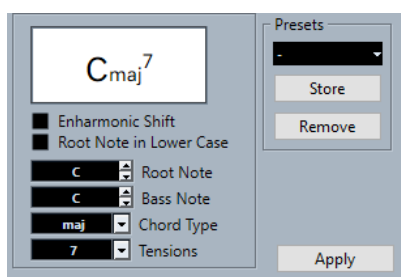 Cmaj7
Enharmonic Shift
Root Note in Lower Case
C Root Note
C Bass Note
maj Chord Type
7 Tensions
Presets
-
Store
Remove
Apply